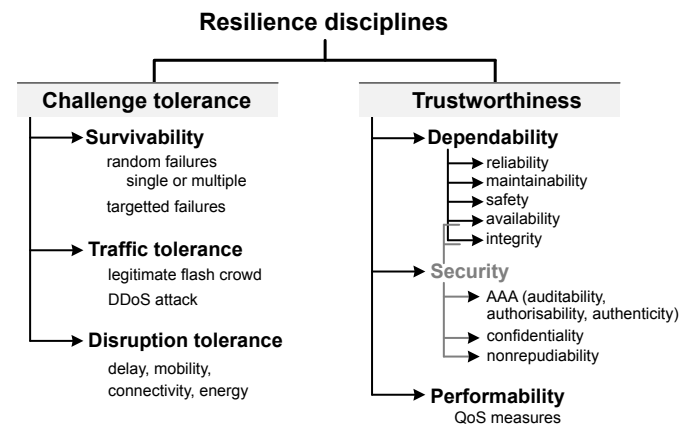 Resilience disciplines
Challenge tolerance
Survivability
random failures
single or multiple
targetted failures
Traffic tolerance
legitimate flash crowd
DDoS attack
Disruption tolerance
delay, mobility,
connectivity, energy
Trustworthiness
Dependability
reliability
maintainability
safety
availability
integrity
Security
AAA (auditability,
authorisability, authenticity)
confidentiality
nonrepudiability
Performability
QoS measures